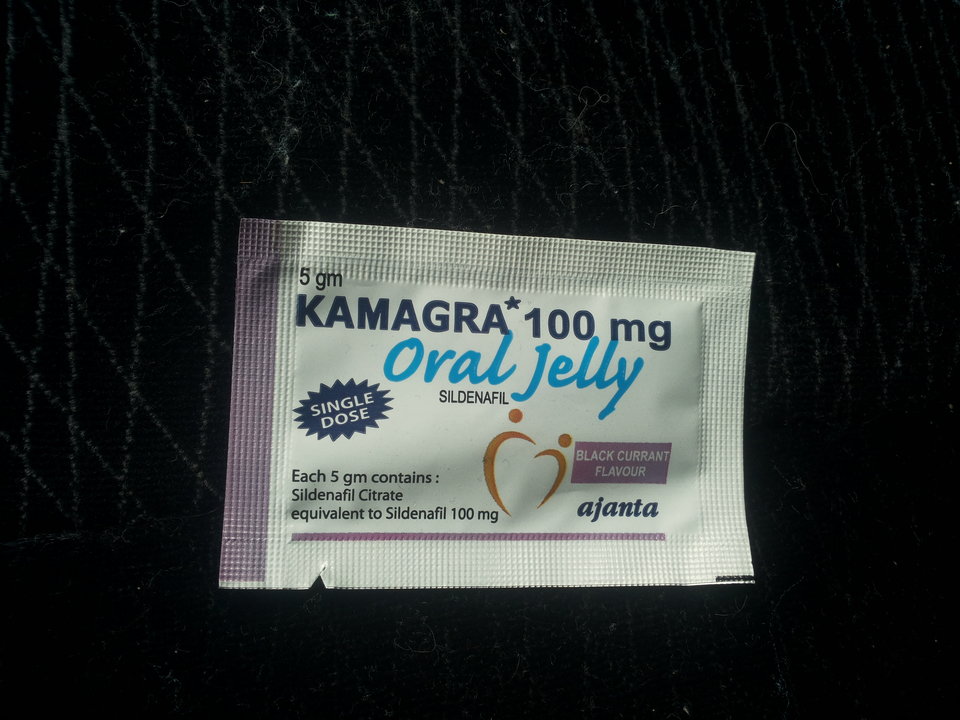 5 gm
KAMAGRA* 100 mg
Oral Jelly
SILDENAFIL
SINGLE
DOSE
BLACK CURRANT
FLAVOUR
Each 5 gm contains :
Sildenafil Citrate
equivalent to Sildenafil 100 mg
ajanta